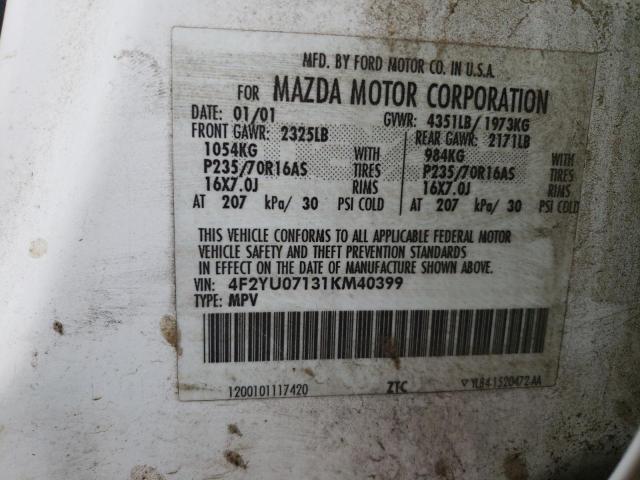 MFD. BY FORD MOTOR CO. IN U.S.A.
FOR MAZDA MOTOR CORPORATION
DATE: 01/01 GVWR: 4351LB/1973KG
FRONT GAWR: 2325LB REAR GAWR: 2171LB
1054KG WITH 984KG WITH
P235/70R16AS TIRES P235/70R16AS TIRES
16X7.0J RIMS 16X7.0J RIMS
AT 207 kPa/ 30 PSI COLD AT 207 kPa/ 30 PSI COLD
THIS VEHICLE CONFORMS TO ALL APPLICABLE FEDERAL MOTOR
VEHICLE SAFETY AND THEFT PREVENTION STANDARDS
IN EFFECT ON THE DATE OF MANUFACTURE SHOWN ABOVE.
VIN: 4F2YU07131KM40399
TYPE: MPV
1200101117420 ZTC YL84-1520472-AA